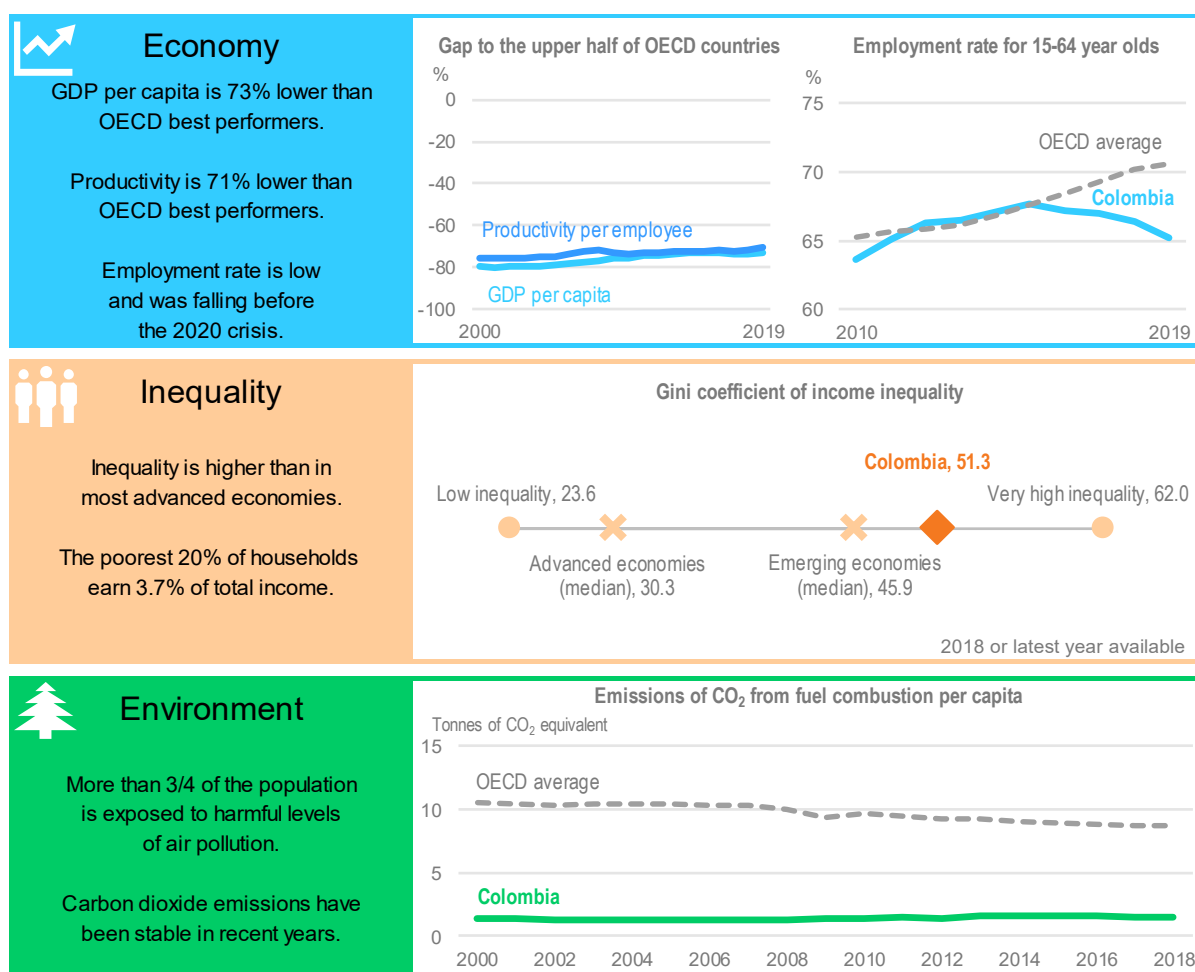 Economy
GDP per capita is 73% lower than
OECD best performers.
Productivity is 71% lower than
OECD best performers.
Employment rate is low
and was falling before
the 2020 crisis.
Gap to the upper half of OECD countries
%
0
-20
-40
-60
-80
-100
Productivity per employee
GDP per capita
2000
2019
Employment rate for 15-64 year olds
%
75
70
65
60
OECD average
Colombia
2010
2019
Inequality
Inequality is higher than in
most advanced economies.
The poorest 20% of households
earn 3.7% of total income.
Gini coefficient of income inequality
Colombia, 51.3
Low inequality, 23.6
Very high inequality, 62.0
Advanced economies
(median), 30.3
Emerging economies
(median), 45.9
2018 or latest year available
Environment
More than 3/4 of the population
is exposed to harmful levels
of air pollution.
Carbon dioxide emissions have
been stable in recent years.
Emissions of CO₂ from fuel combustion per capita
Tonnes of CO₂ equivalent
15
10
5
0
OECD average
Colombia
2000 2002 2004 2006 2008 2010 2012 2014 2016 2018